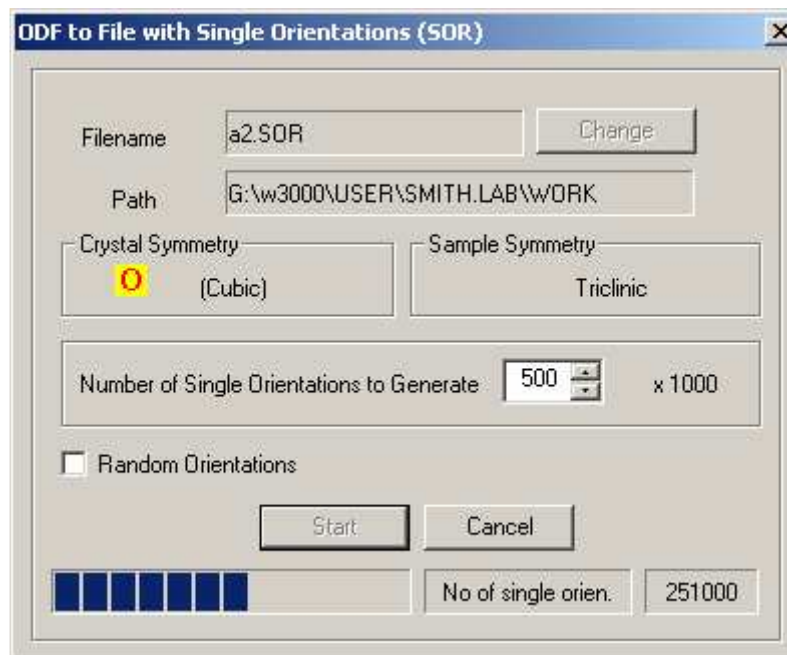 ODF to File with Single Orientations (SOR)
Filename a2.SOR Change
Path G:\w3000\USER\SMITH.LAB\WORK
Crystal Symmetry Sample Symmetry
O (Cubic) Triclinic
Number of Single Orientations to Generate 500 x 1000
Random Orientations
Start Cancel
No of single orien. 251000